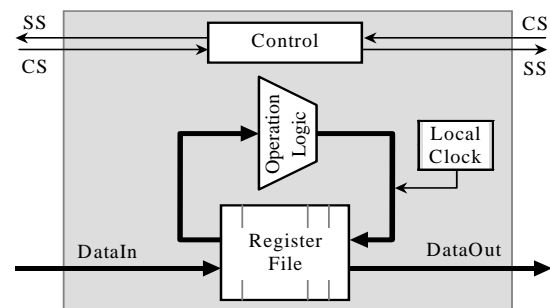 SS
CS
Control
CS
SS
Operation
Logic
Local
Clock
Register
File
DataIn
DataOut